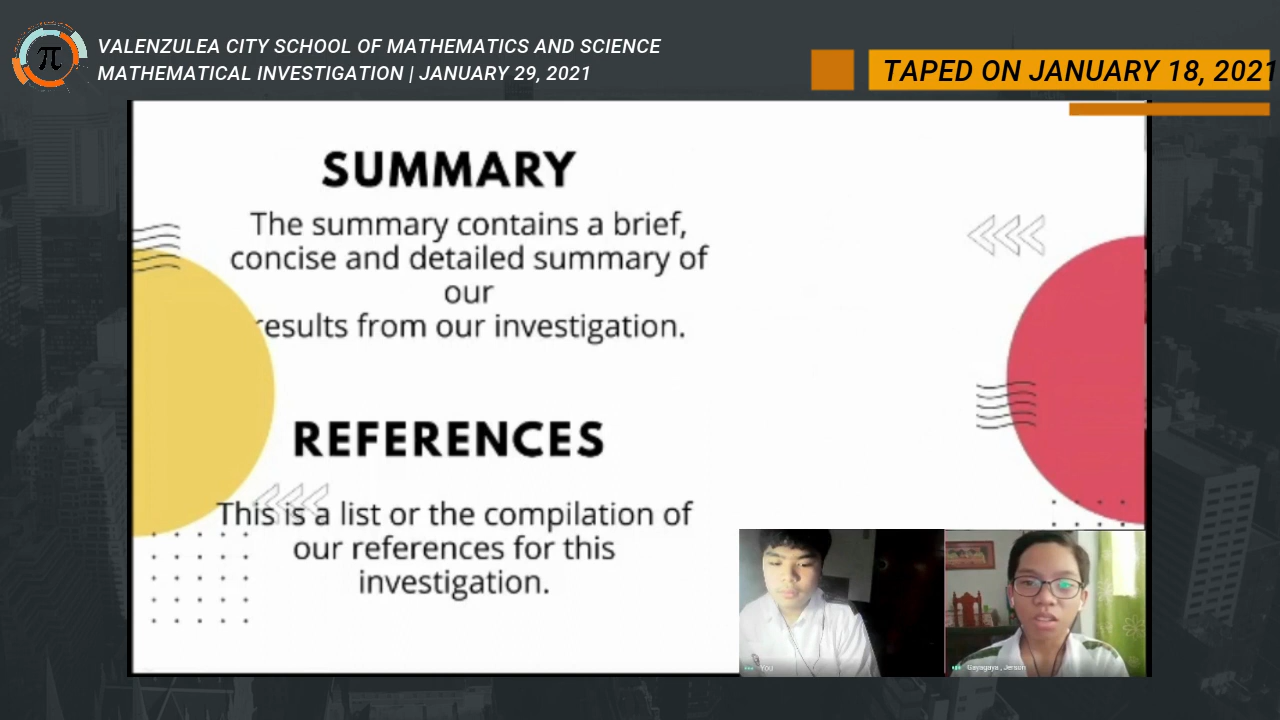 π
VALENZULEA CITY SCHOOL OF MATHEMATICS AND SCIENCE
MATHEMATICAL INVESTIGATION | JANUARY 29, 2021
TAPED ON JANUARY 18, 2021
SUMMARY
The summary contains a brief,
concise and detailed summary of
our
results from our investigation.
REFERENCES
This is a list or the compilation of
our references for this
investigation.
You
Gayagaya, Jerson